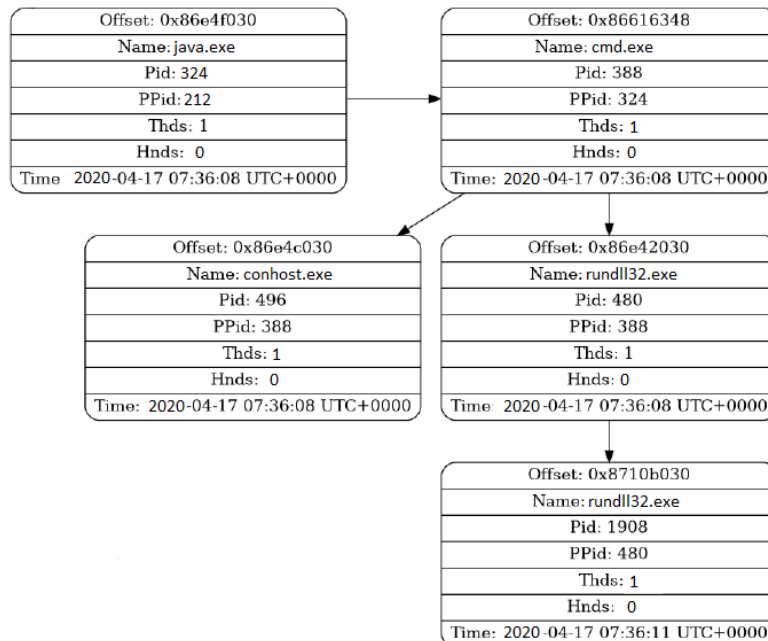 Offset: 0x86e4f030
Name: java.exe
Pid: 324
PPid: 212
Thds: 1
Hnds: 0
Time 2020-04-17 07:36:08 UTC+0000
Offset: 0x86616348
Name: cmd.exe
Pid: 388
PPid: 324
Thds: 1
Hnds: 0
Time: 2020-04-17 07:36:08 UTC+0000
Offset: 0x86e4c030
Name: conhost.exe
Pid: 496
PPid: 388
Thds: 1
Hnds: 0
Time: 2020-04-17 07:36:08 UTC+0000
Offset: 0x86e42030
Name: rundll32.exe
Pid: 480
PPid: 388
Thds: 1
Hnds: 0
Time: 2020-04-17 07:36:08 UTC+0000
Offset: 0x8710b030
Name: rundll32.exe
Pid: 1908
PPid: 480
Thds: 1
Hnds: 0
Time: 2020-04-17 07:36:11 UTC+0000